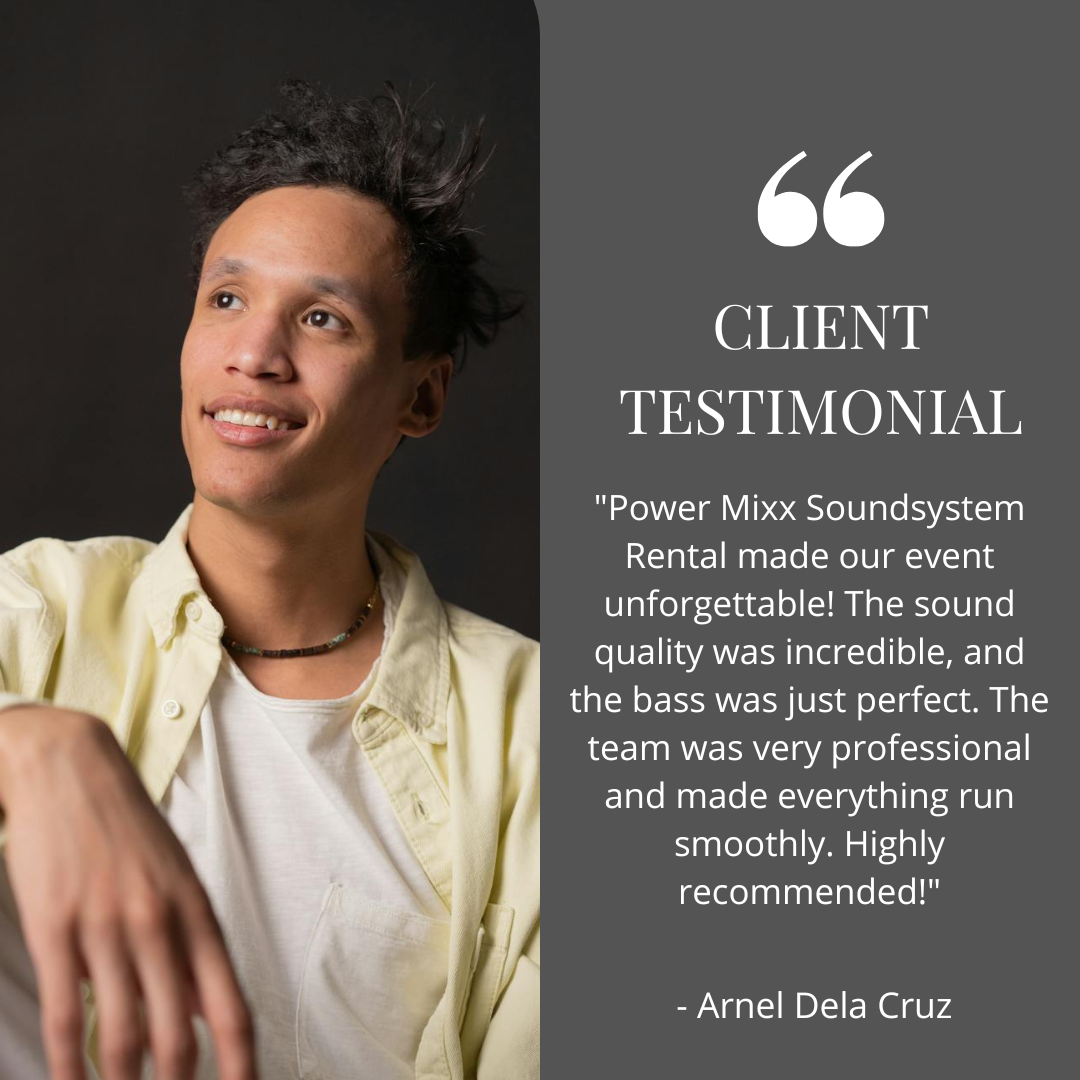 “
CLIENT
TESTIMONIAL
"Power Mixx Soundsystem
Rental made our event
unforgettable! The sound
quality was incredible, and
the bass was just perfect. The
team was very professional
and made everything run
smoothly. Highly
recommended!"
- Arnel Dela Cruz